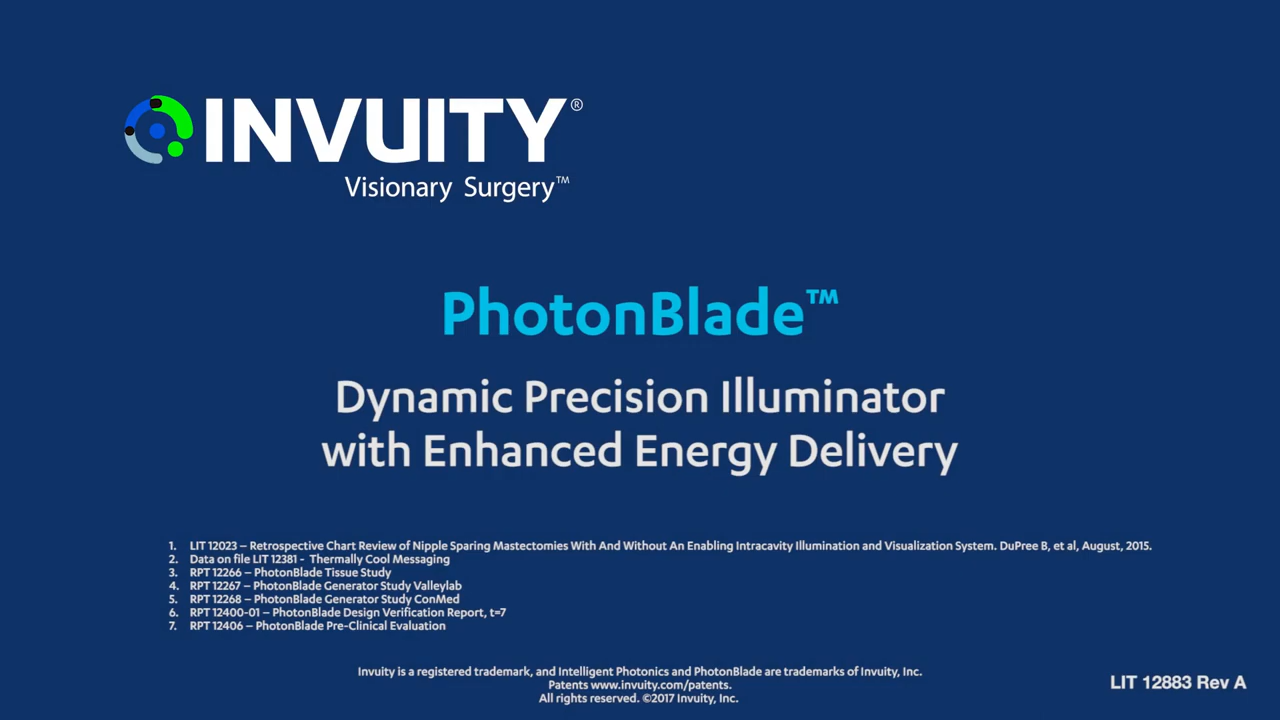 INVUITY®
Visionary Surgery™
PhotonBlade™
Dynamic Precision Illuminator
with Enhanced Energy Delivery
1. LIT 12023 – Retrospective Chart Review of Nipple Sparing Mastectomies With And Without An Enabling Intracavity Illumination and Visualization System. DuPree B, et al, August, 2015.
2. Data on file LIT 12381 - Thermally Cool Messaging
3. RPT 12266 – PhotonBlade Tissue Study
4. RPT 12267 – PhotonBlade Generator Study Valleylab
5. RPT 12268 – PhotonBlade Generator Study ConMed
6. RPT 12400-01 – PhotonBlade Design Verification Report, t=7
7. RPT 12406 – PhotonBlade Pre-Clinical Evaluation
Invuity is a registered trademark, and Intelligent Photonics and PhotonBlade are trademarks of Invuity, Inc.
Patents www.invuity.com/patents.
All rights reserved. ©2017 Invuity, Inc.
LIT 12883 Rev A